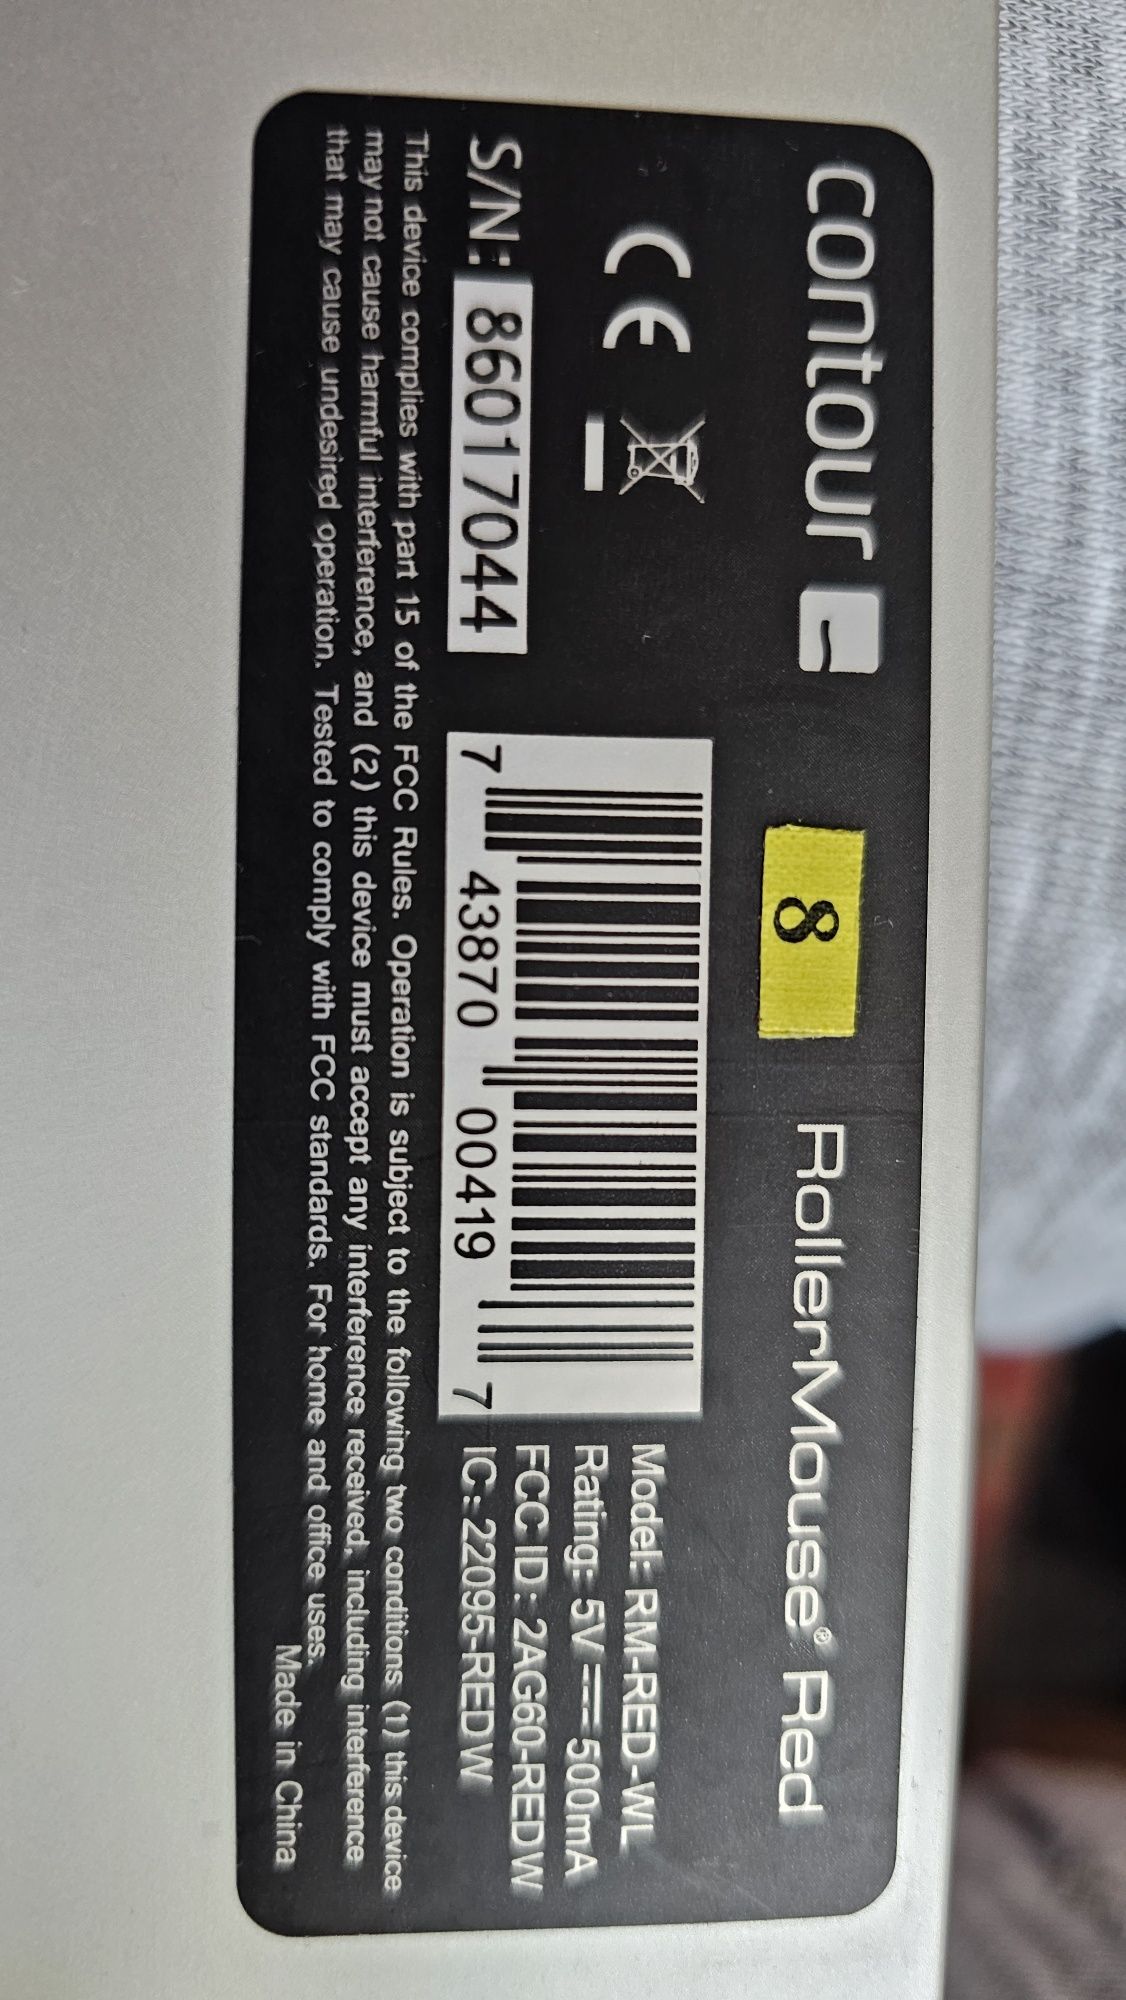 contour
8
RollerMouse® Red
CE
S/N: 86017044
7 43870 00419 7
Model: RM-RED-WL
Rating: 5V ⎓ 500mA
FCC ID: 2AG60-REDW
IC: 22095-REDW
This device complies with part 15 of the FCC Rules. Operation is subject to the following two conditions (1) this device
may not cause harmful interference, and (2) this device must accept any interference received, including interference
that may cause undesired operation. Tested to comply with FCC standards. For home and office uses.
Made in China